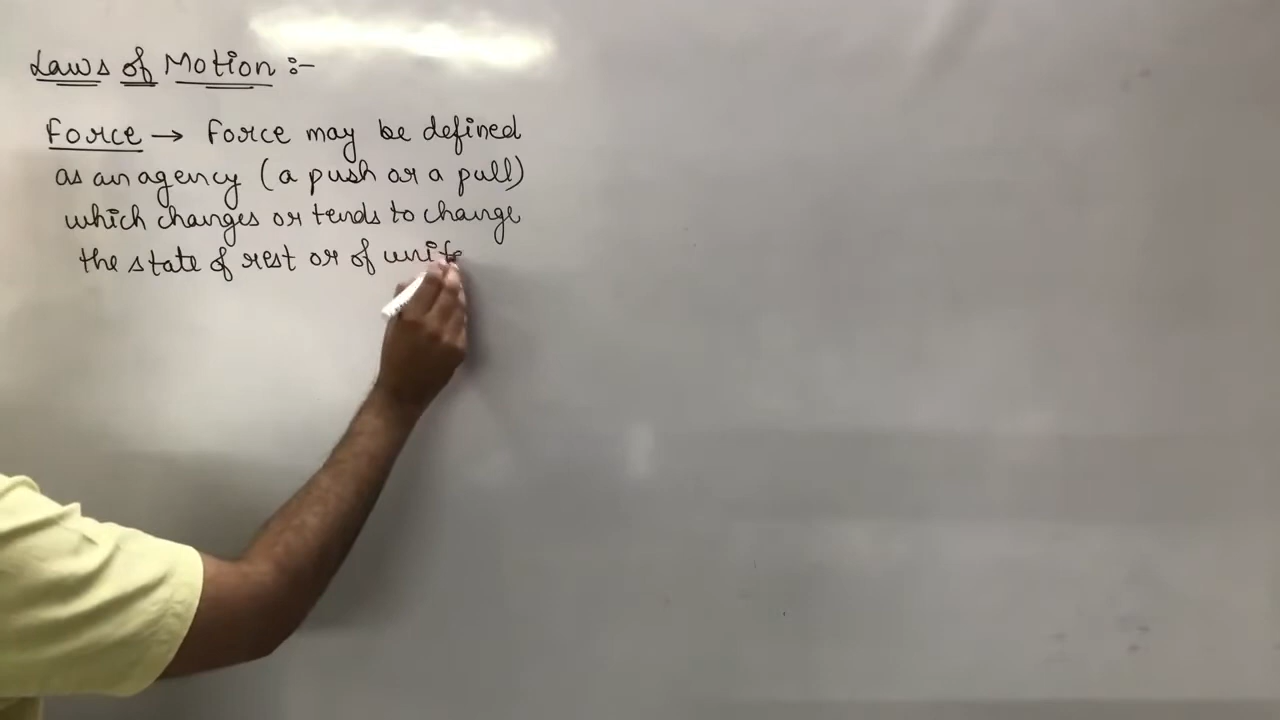 Laws of Motion :-
Force → Force may be defined
as an agency (a push or a pull)
which changes or tends to change
the state of rest or of unifo